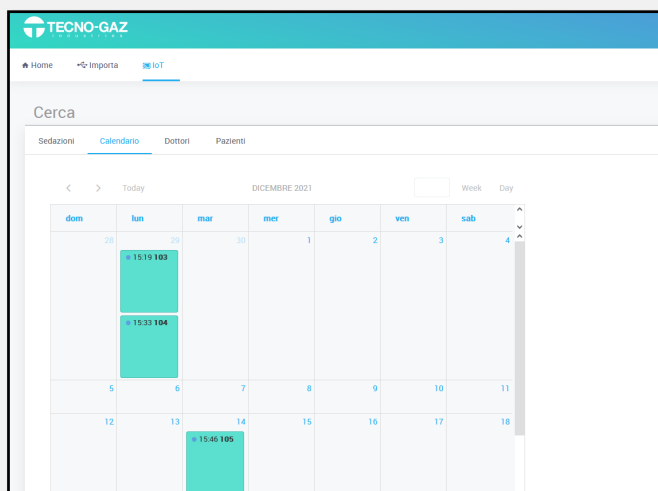 TECNO-GAZ
Home Importa IoT
Cerca
Sedazioni Calendario Dottori Pazienti
Today DICEMBRE 2021 Week Day
dom lun mar mer gio ven sab
28 29 30 1 2 3 4
15:19 103
15:33 104
5 6 7 8 9 10 11
12 13 14 15 16 17 18
15:46 105